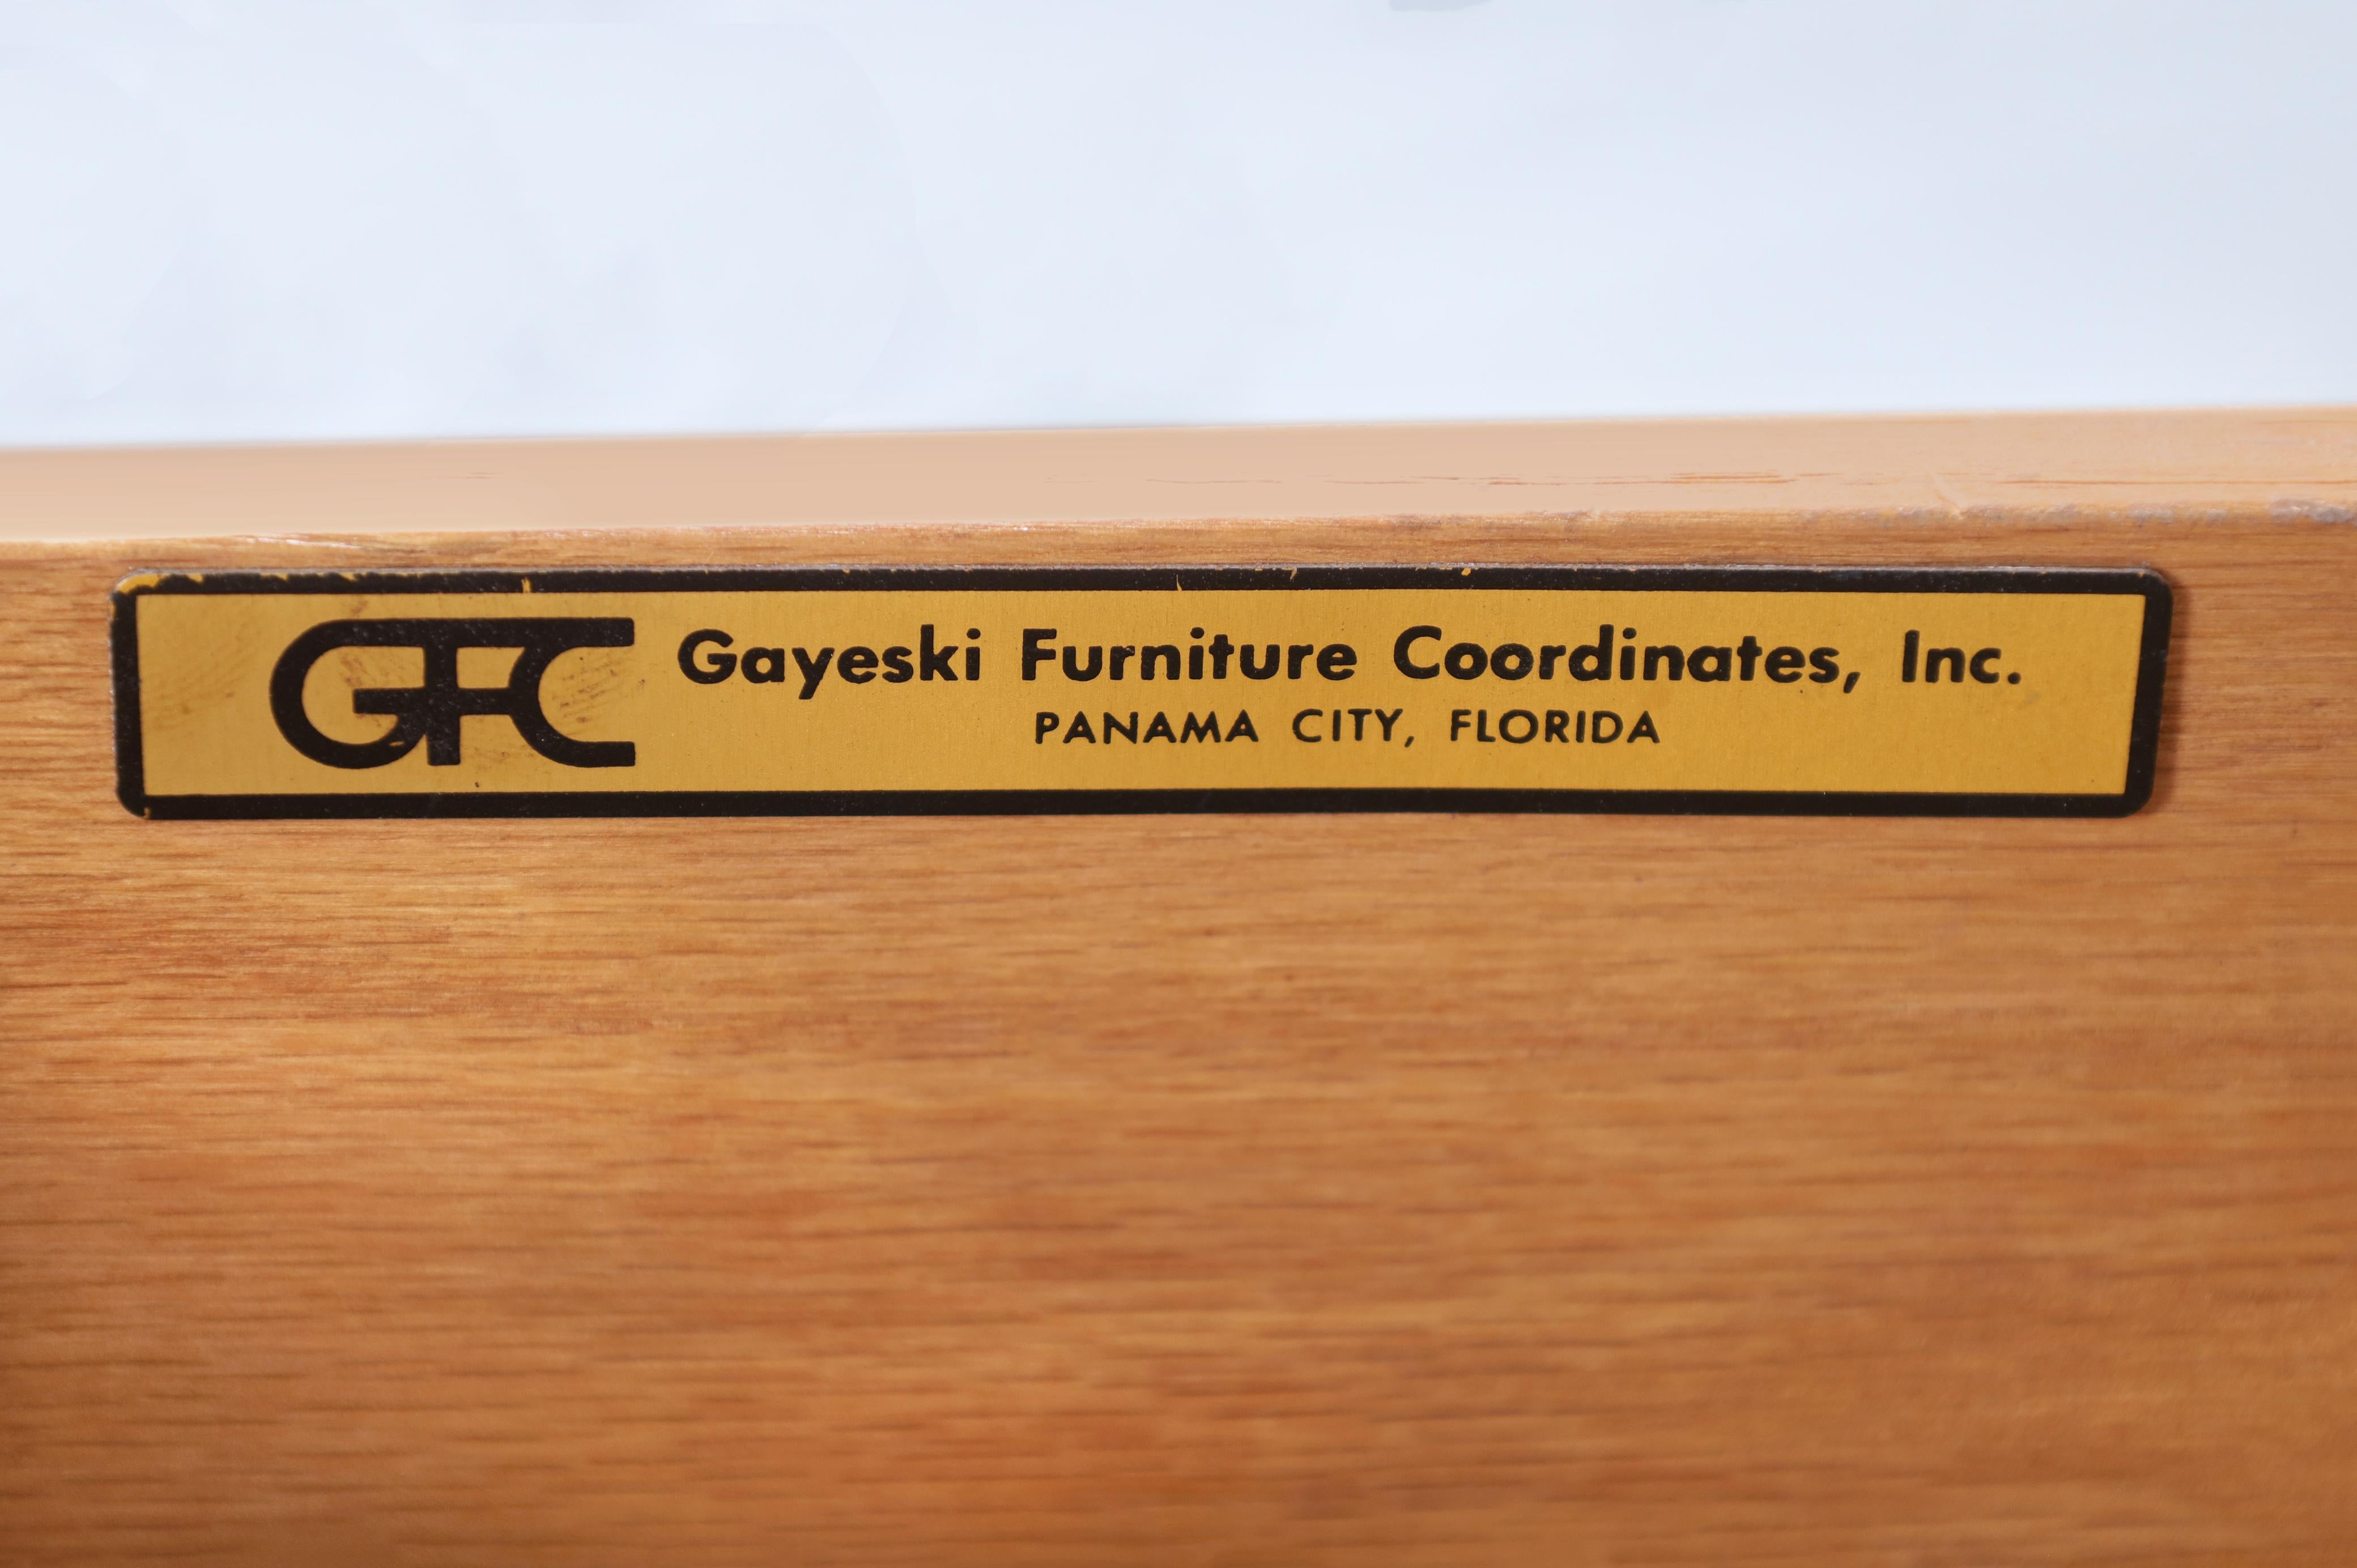 GFC Gayeski Furniture Coordinates, Inc.
PANAMA CITY, FLORIDA